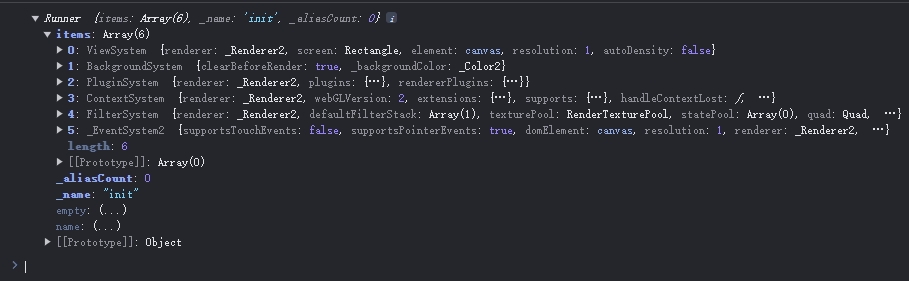 Runner {items: Array(6), _name: 'init', _aliasCount: 0} i
items: Array(6)
0: ViewSystem {renderer: _Renderer2, screen: Rectangle, element: canvas, resolution: 1, autoDensity: false}
1: BackgroundSystem {clearBeforeRender: true, _backgroundColor: _Color2}
2: PluginSystem {renderer: _Renderer2, plugins: {…}, rendererPlugins: {…}}
3: ContextSystem {renderer: _Renderer2, webGLVersion: 2, extensions: {…}, supports: {…}, handleContextLost: ƒ, …}
4: FilterSystem {renderer: _Renderer2, defaultFilterStack: Array(1), texturePool: RenderTexturePool, statePool: Array(0), quad: Quad, …}
5: _EventSystem2 {supportsTouchEvents: false, supportsPointerEvents: true, domElement: canvas, resolution: 1, renderer: _Renderer2, …}
length: 6
[[Prototype]]: Array(0)
_aliasCount: 0
_name: "init"
empty: (...)
name: (...)
[[Prototype]]: Object